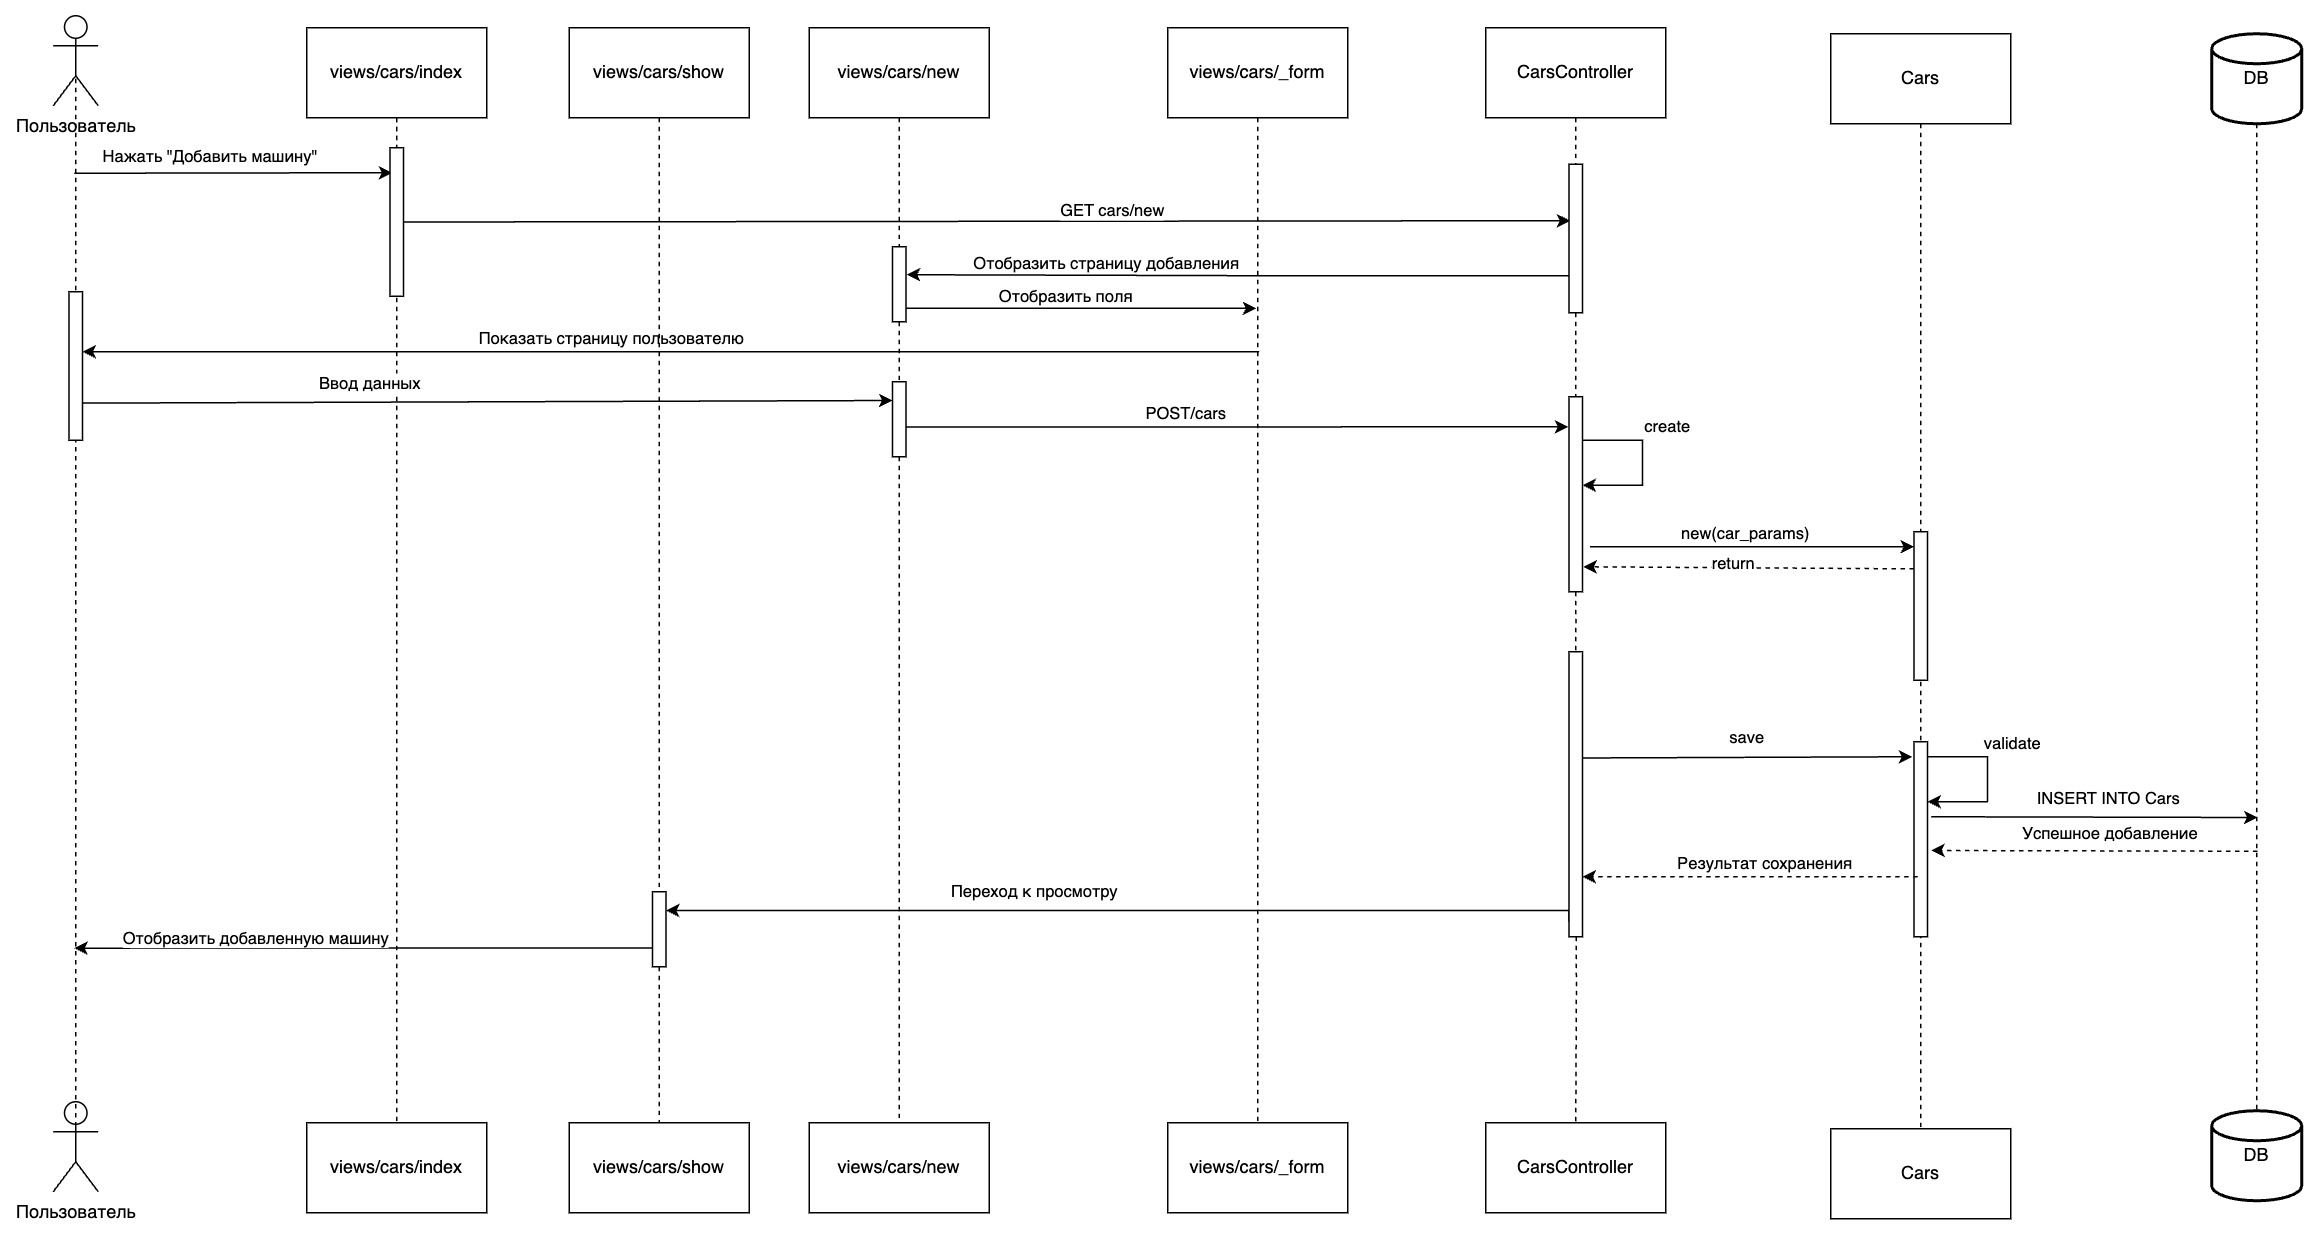 views/cars/index
views/cars/show
views/cars/new
views/cars/_form
CarsController
Cars
DB
Пользователь
Нажать "Добавить машину"
GET cars/new
Отобразить страницу добавления
Отобразить поля
Показать страницу пользователю
Ввод данных
POST/cars
create
new(car_params)
return
save
validate
INSERT INTO Cars
Успешное добавление
Результат сохранения
Переход к просмотру
Отобразить добавленную машину
views/cars/index
views/cars/show
views/cars/new
views/cars/_form
CarsController
Cars
DB
Пользователь